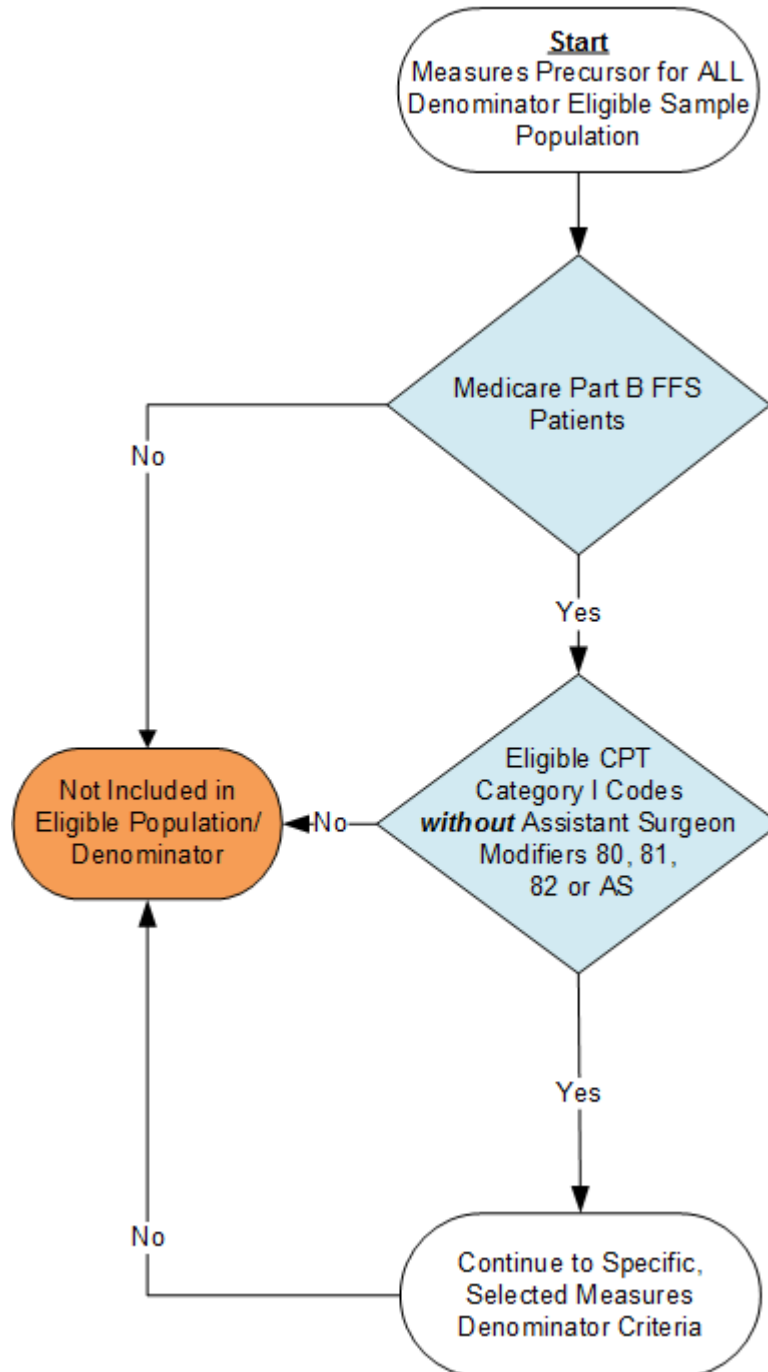 Start
Measures Precursor for ALL
Denominator Eligible Sample
Population
Medicare Part B FFS
Patients
No
Yes
Eligible CPT
Category I Codes
without Assistant Surgeon
Modifiers 80, 81,
82 or AS
No
Not Included in
Eligible Population/
Denominator
Yes
No
Continue to Specific,
Selected Measures
Denominator Criteria